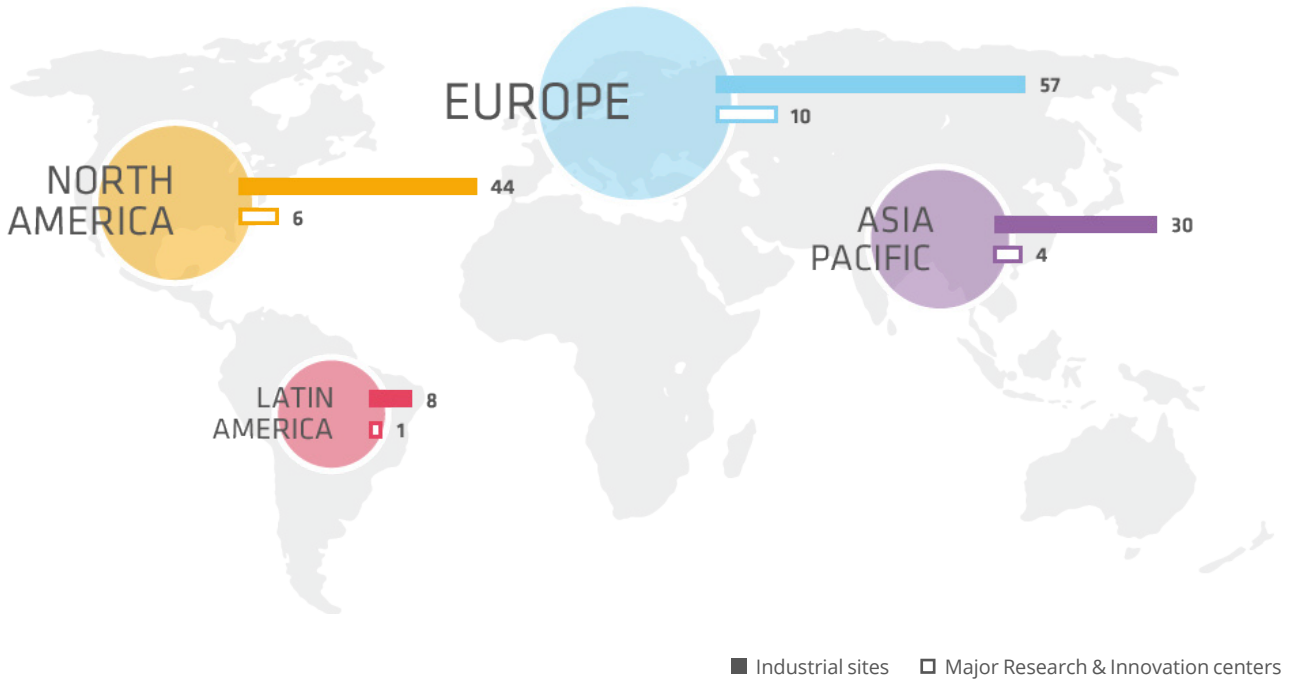 EUROPE
57
10
NORTH
AMERICA
44
6
ASIA
PACIFIC
30
4
LATIN
AMERICA
8
1
Industrial sites
Major Research & Innovation centers